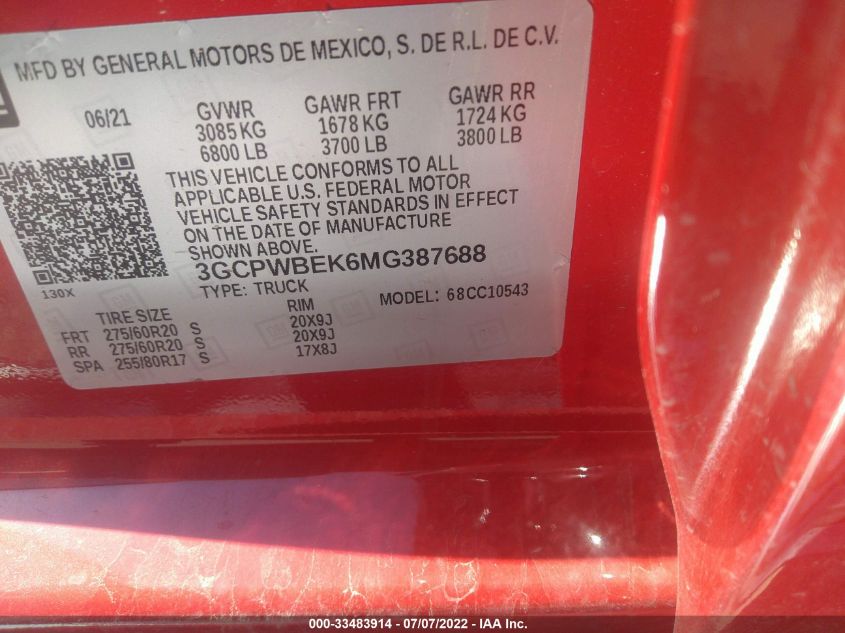 MFD BY GENERAL MOTORS DE MEXICO, S. DE R.L. DE C.V.
06/21 GVWR GAWR FRT GAWR RR
3085 KG 1678 KG 1724 KG
6800 LB 3700 LB 3800 LB
THIS VEHICLE CONFORMS TO ALL
APPLICABLE U.S. FEDERAL MOTOR
VEHICLE SAFETY STANDARDS IN EFFECT
ON THE DATE OF MANUFACTURE
SHOWN ABOVE.
3GCPWBEK6MG387688
130X
TYPE: TRUCK MODEL: 68CC10543
TIRE SIZE RIM
FRT 275/60R20 S 20X9J
RR 275/60R20 S 20X9J
SPA 255/80R17 S 17X8J
000-33483914 - 07/07/2022 - IAA Inc.